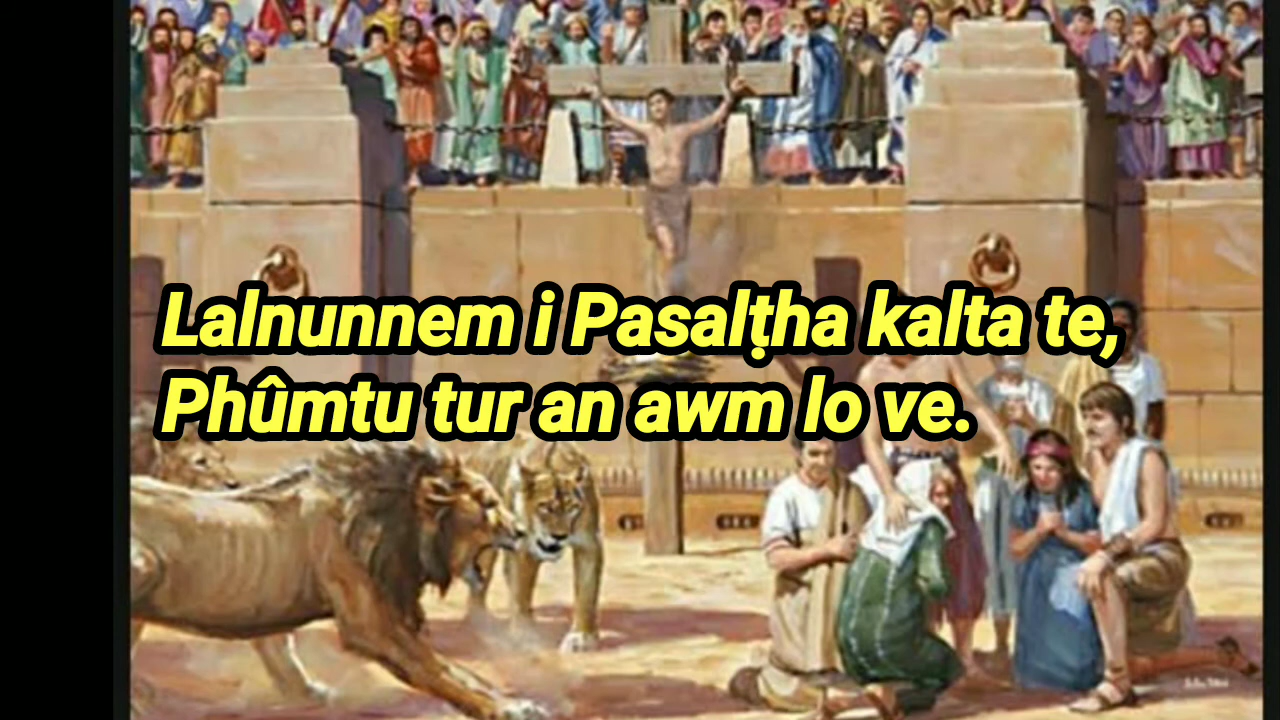 Lalnunnem i Pasalṭha kalta te,
Phûmtu tur an awm lo ve.